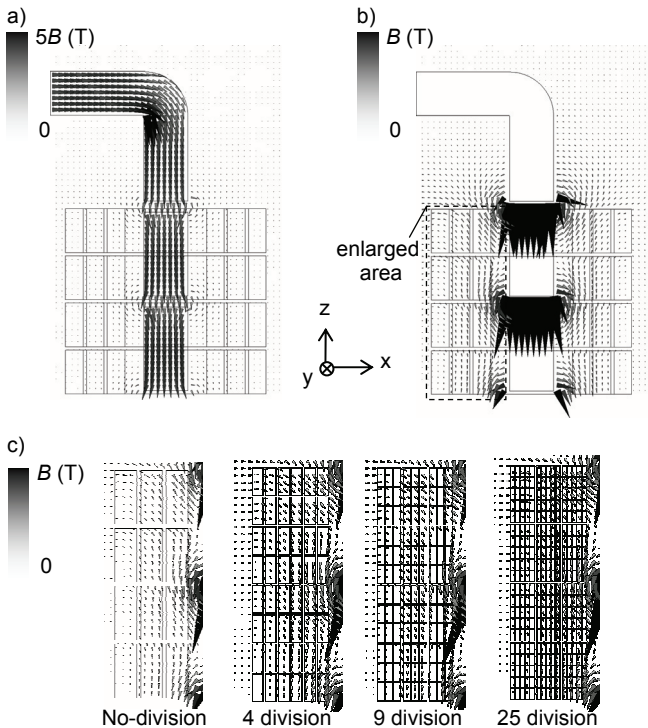 a)
5B (T)
0
b)
B (T)
0
enlarged
area
z
y
x
c)
B (T)
0
No-division
4 division
9 division
25 division